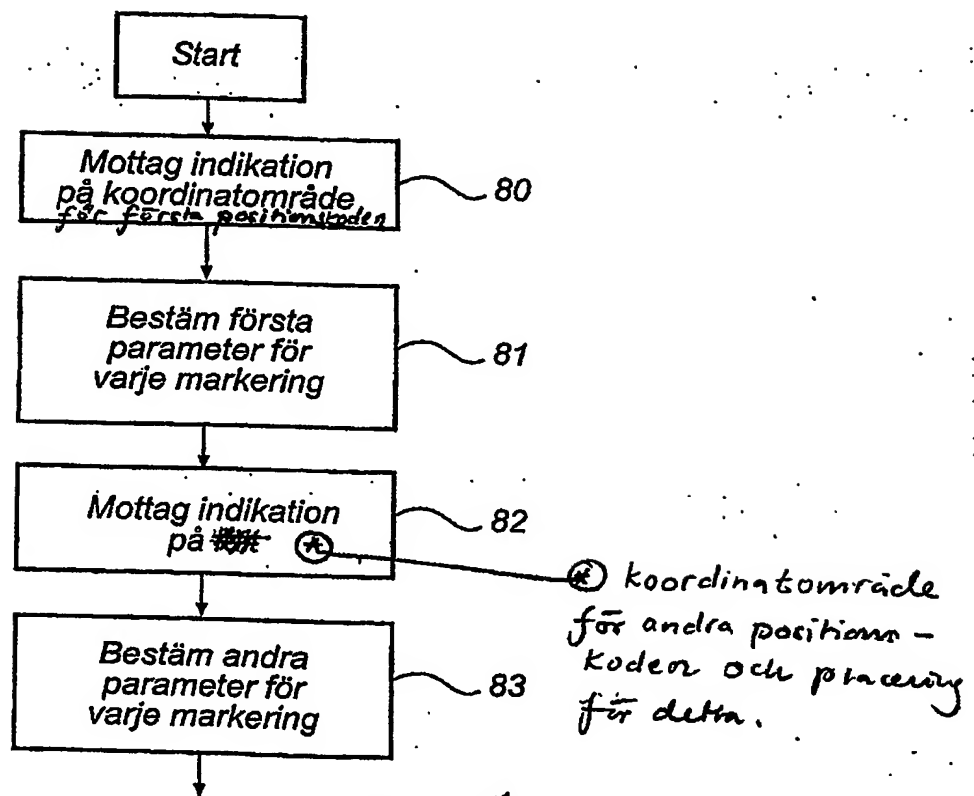 Start
Mottag indikation
på koordinatområde
för första positionskoden
80
Bestäm första
parameter för
varje markering
81
Mottag indikation
på *
82
* koordinatområde
för andra positions-
koden och placering
för detta.
Bestäm andra
parameter för
varje markering
83